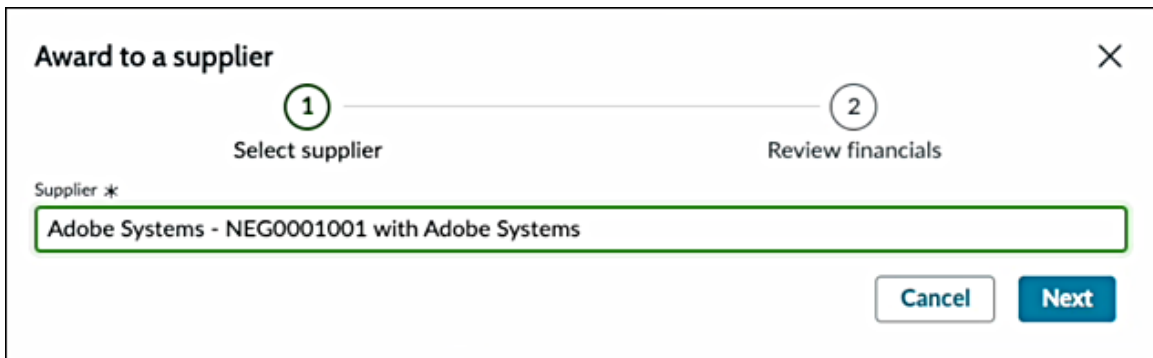 Award to a supplier
1
2
Select supplier
Review financials
Supplier *
Adobe Systems - NEG0001001 with Adobe Systems
Cancel
Next